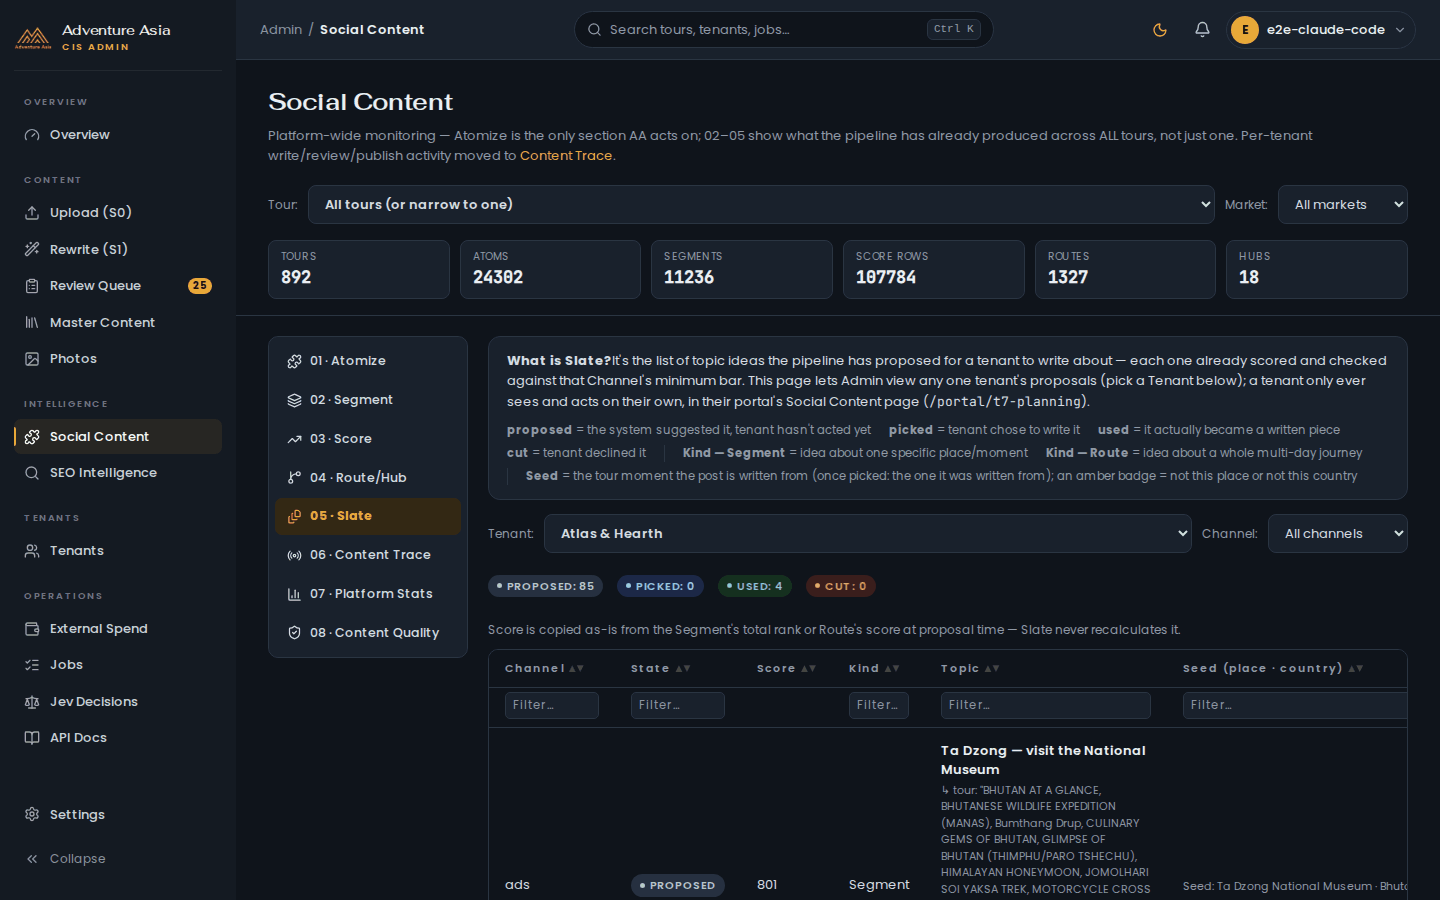 Adventure Asia
CIS ADMIN
Adventure Asia
Admin / Social Content
Search tours, tenants, jobs…
Ctrl K
E
e2e-claude-code
OVERVIEW
Overview
CONTENT
Upload (S0)
Rewrite (S1)
Review Queue
25
Master Content
Photos
INTELLIGENCE
Social Content
SEO Intelligence
TENANTS
Tenants
OPERATIONS
External Spend
Jobs
Jev Decisions
API Docs
Settings
Collapse
Social Content
Platform-wide monitoring — Atomize is the only section AA acts on; 02–05 show what the pipeline has already produced across ALL tours, not just one. Per-tenant
write/review/publish activity moved to Content Trace.
Tour:
All tours (or narrow to one)
Market:
All markets
TOURS
892
ATOMS
24302
SEGMENTS
11236
SCORE ROWS
107784
ROUTES
1327
HUBS
18
01 · Atomize
02 · Segment
03 · Score
04 · Route/Hub
05 · Slate
06 · Content Trace
07 · Platform Stats
08 · Content Quality
What is Slate?It's the list of topic ideas the pipeline has proposed for a tenant to write about — each one already scored and checked
against that Channel's minimum bar. This page lets Admin view any one tenant's proposals (pick a Tenant below); a tenant only ever
sees and acts on their own, in their portal's Social Content page (/portal/t7-planning).
proposed = the system suggested it, tenant hasn't acted yet picked = tenant chose to write it used = it actually became a written piece
cut = tenant declined it Kind — Segment = idea about one specific place/moment Kind — Route = idea about a whole multi-day journey
Seed = the tour moment the post is written from (once picked: the one it was written from); an amber badge = not this place or not this country
Tenant:
Atlas & Hearth
Channel:
All channels
PROPOSED: 85
PICKED: 0
USED: 4
CUT: 0
Score is copied as-is from the Segment's total rank or Route's score at proposal time — Slate never recalculates it.
Channel ▲▼ State ▲▼ Score ▲▼ Kind ▲▼ Topic ▲▼ Seed (place · country) ▲▼
Filter… Filter… Filter… Filter… Filter…
Ta Dzong — visit the National
Museum
↳ tour: "BHUTAN AT A GLANCE,
BHUTANESE WILDLIFE EXPEDITION
(MANAS), Bumthang Drup, CULINARY
GEMS OF BHUTAN, GLIMPSE OF
BHUTAN (THIMPHU/PARO TSHECHU),
HIMALAYAN HONEYMOON, JOMOLHARI
SOI YAKSA TREK, MOTORCYCLE CROSS
ads
PROPOSED
801
Segment
Seed: Ta Dzong National Museum · Bhut